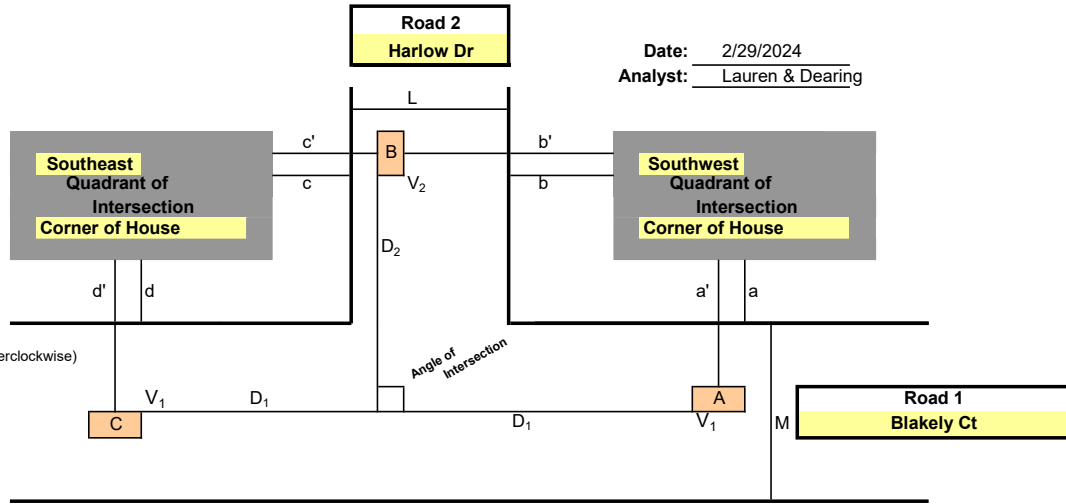 Road 2
Harlow Dr
Date: 2/29/2024
Analyst: Lauren & Dearing
L
c'
B
b'
Southeast
Quadrant of
Intersection
Corner of House
c
V₂
b
Southwest
Quadrant of
Intersection
Corner of House
D₂
d'
d
a'
a
erclockwise)
Angle of
Intersection
V₁
D₁
C
D₁
A
V₁
M
Road 1
Blakely Ct